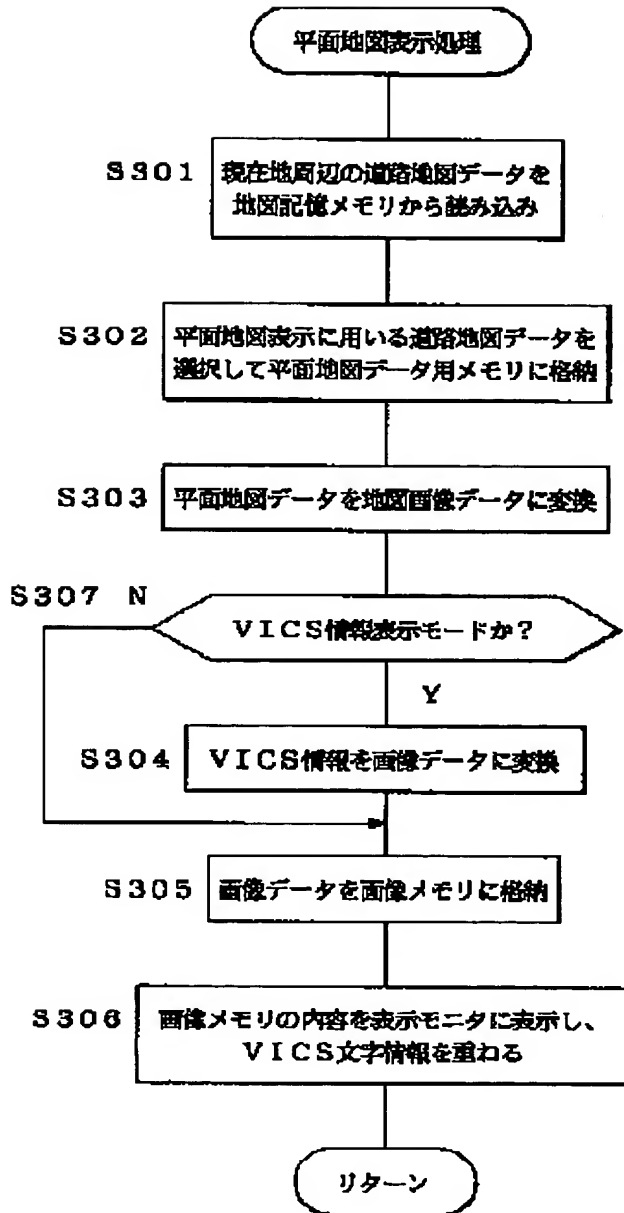 平面地図表示処理
S301
現在地周辺の道路地図データを
地図記憶メモリから読み込み
S302
平面地図表示に用いる道路地図データを
選択して平面地図データ用メモリに格納
S303
平面地図データを地図画像データに変換
S307 N
VICS情報表示モードか？
Y
S304
VICS情報を画像データに変換
S305
画像データを画像メモリに格納
S306
画像メモリの内容を表示モニタに表示し、
VICS文字情報を重ねる
リターン